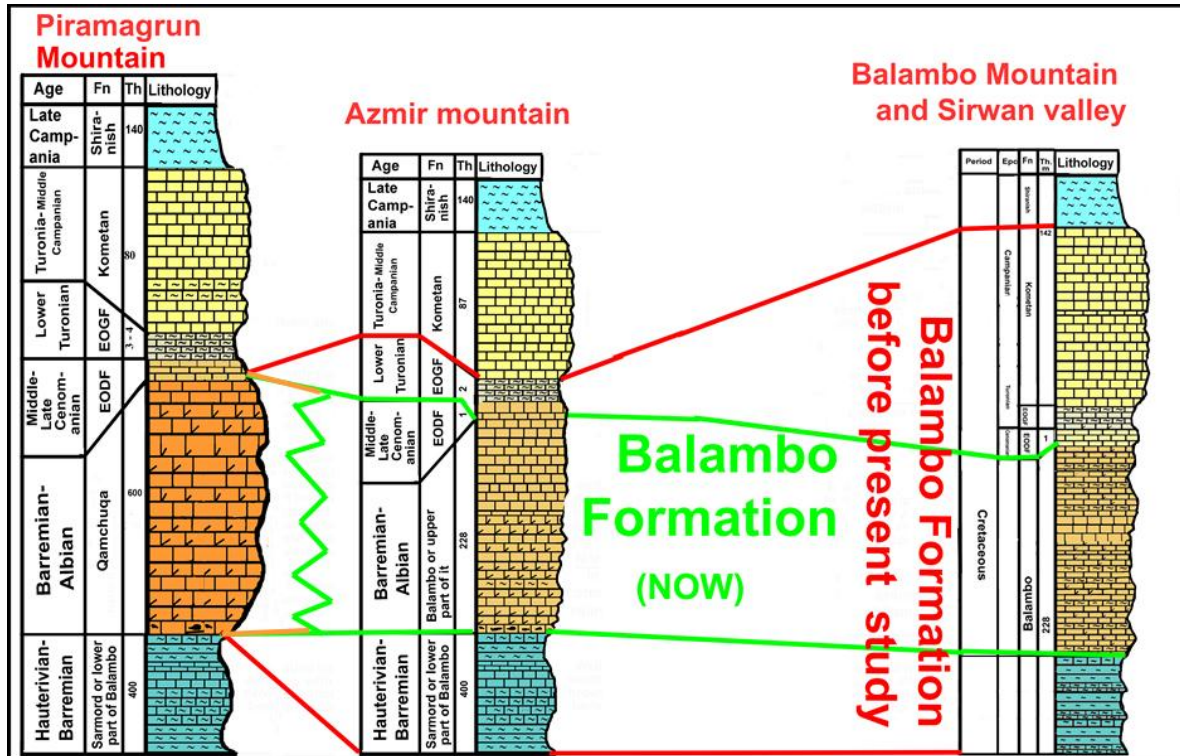 Piramagrun
Mountain
Age Fn Th Lithology
Late
Camp-
ania
Shira-
nish
140
Turonia- Middle
Campanian
Kometan
80
Lower
Turonian
EOGF
3 - 4
Middle-
Late
Cenom-
anian
EODF
Barremian-
Albian
Qamchuqa
600
Hauterivian-
Barremian
Sarmord or lower
part of Balambo
400
Azmir mountain
Age Fn Th Lithology
Late
Camp-
ania
Shira-
nish
140
Turonia- Middle
Campanian
Kometan
87
Lower
Turonian
EOGF
2
Middle-
Late
Cenom-
anian
EODF
1
Barremian-
Albian
Balambo or upper
part of it
228
Hauterivian-
Barremian
Sarmord or lower
part of Balambo
400
Balambo
Formation
(NOW)
Balambo Formation
before present study
Balambo Mountain
and Sirwan valley
Period Epo Fn Th. m Lithology
Cretaceous
Campaniar
Turonian
Shiranish
142
Kometan
EOGF
EODF
1
Balambo
228